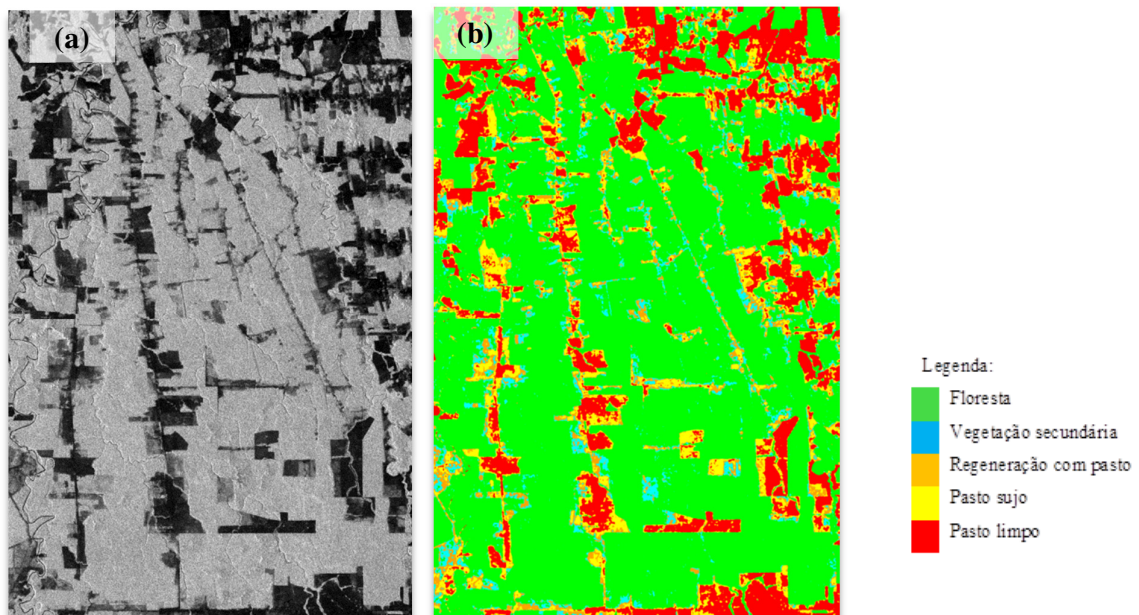 (a)
(b)
Legenda:
Floresta
Vegetação secundária
Regeneração com pasto
Pasto sujo
Pasto limpo